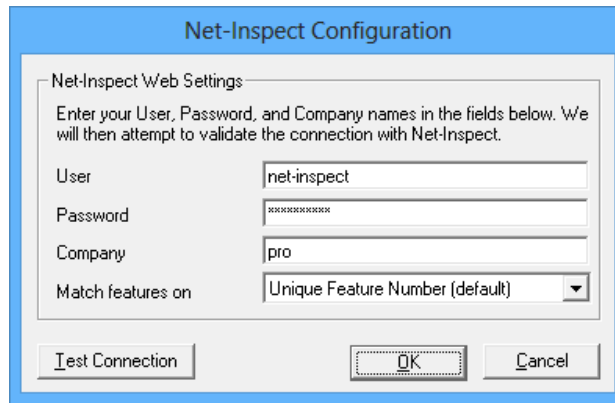 Net-Inspect Configuration
Net-Inspect Web Settings
Enter your User, Password, and Company names in the fields below. We
will then attempt to validate the connection with Net-Inspect.
User net-inspect
Password **********
Company pro
Match features on Unique Feature Number (default)
Test Connection OK Cancel